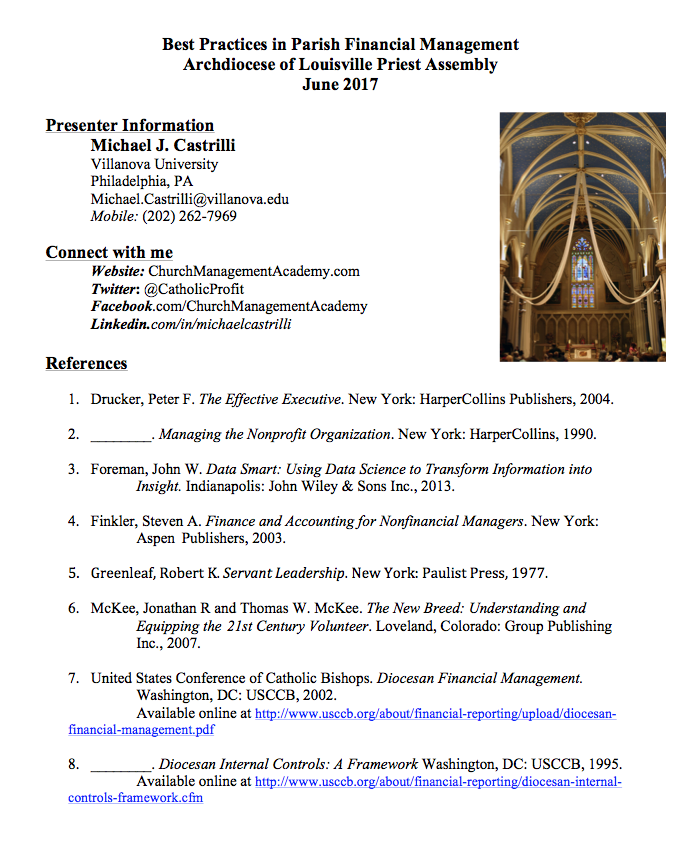 Best Practices in Parish Financial Management
Archdiocese of Louisville Priest Assembly
June 2017
Presenter Information
Michael J. Castrilli
Villanova University
Philadelphia, PA
Michael.Castrilli@villanova.edu
Mobile: (202) 262-7969
Connect with me
Website: ChurchManagementAcademy.com
Twitter: @CatholicProfit
Facebook.com/ChurchManagementAcademy
Linkedin.com/in/michaelcastrilli
References
1. Drucker, Peter F. The Effective Executive. New York: HarperCollins Publishers, 2004.
2. ________. Managing the Nonprofit Organization. New York: HarperCollins, 1990.
3. Foreman, John W. Data Smart: Using Data Science to Transform Information into
Insight. Indianapolis: John Wiley & Sons Inc., 2013.
4. Finkler, Steven A. Finance and Accounting for Nonfinancial Managers. New York:
Aspen Publishers, 2003.
5. Greenleaf, Robert K. Servant Leadership. New York: Paulist Press, 1977.
6. McKee, Jonathan R and Thomas W. McKee. The New Breed: Understanding and
Equipping the 21st Century Volunteer. Loveland, Colorado: Group Publishing
Inc., 2007.
7. United States Conference of Catholic Bishops. Diocesan Financial Management.
Washington, DC: USCCB, 2002.
Available online at http://www.usccb.org/about/financial-reporting/upload/diocesan-
financial-management.pdf
8. ________. Diocesan Internal Controls: A Framework Washington, DC: USCCB, 1995.
Available online at http://www.usccb.org/about/financial-reporting/diocesan-internal-
controls-framework.cfm